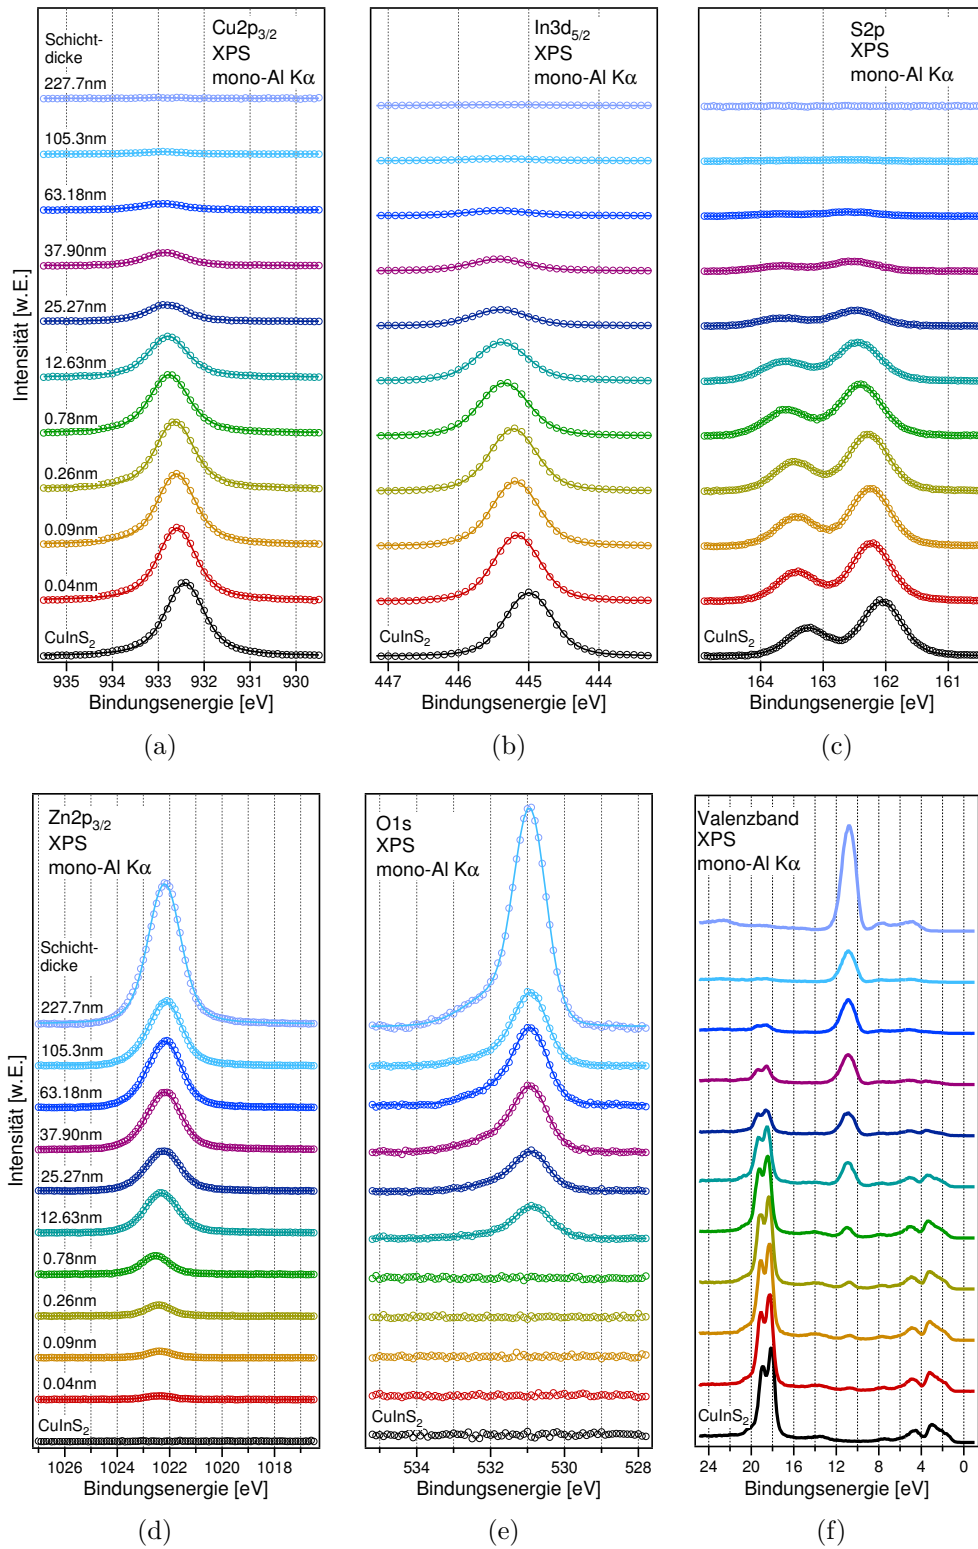 Cu2p3/2
XPS
mono-Al Kα
Schicht-
dicke
227.7nm
105.3nm
63.18nm
37.90nm
25.27nm
12.63nm
0.78nm
0.26nm
0.09nm
0.04nm
CuInS2
Intensität [w.E.]
935 934 933 932 931 930
Bindungsenergie [eV]
(a)
In3d5/2
XPS
mono-Al Kα
CuInS2
447 446 445 444
Bindungsenergie [eV]
(b)
S2p
XPS
mono-Al Kα
CuInS2
164 163 162 161
Bindungsenergie [eV]
(c)
Zn2p3/2
XPS
mono-Al Kα
Schicht-
dicke
227.7nm
105.3nm
63.18nm
37.90nm
25.27nm
12.63nm
0.78nm
0.26nm
0.09nm
0.04nm
CuInS2
Intensität [w.E.]
1026 1024 1022 1020 1018
Bindungsenergie [eV]
(d)
O1s
XPS
mono-Al Kα
CuInS2
534 532 530 528
Bindungsenergie [eV]
(e)
Valenzband
XPS
mono-Al Kα
CuInS2
24 20 16 12 8 4 0
Bindungsenergie [eV]
(f)